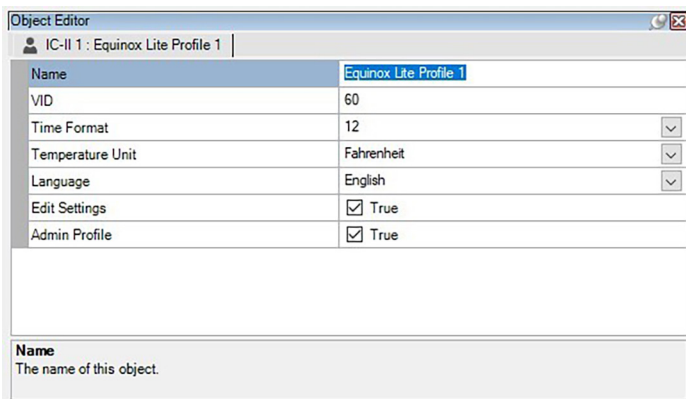 Object Editor
IC-II 1 : Equinox Lite Profile 1
Name Equinox Lite Profile 1
VID 60
Time Format 12
Temperature Unit Fahrenheit
Language English
Edit Settings True
Admin Profile True
Name
The name of this object.